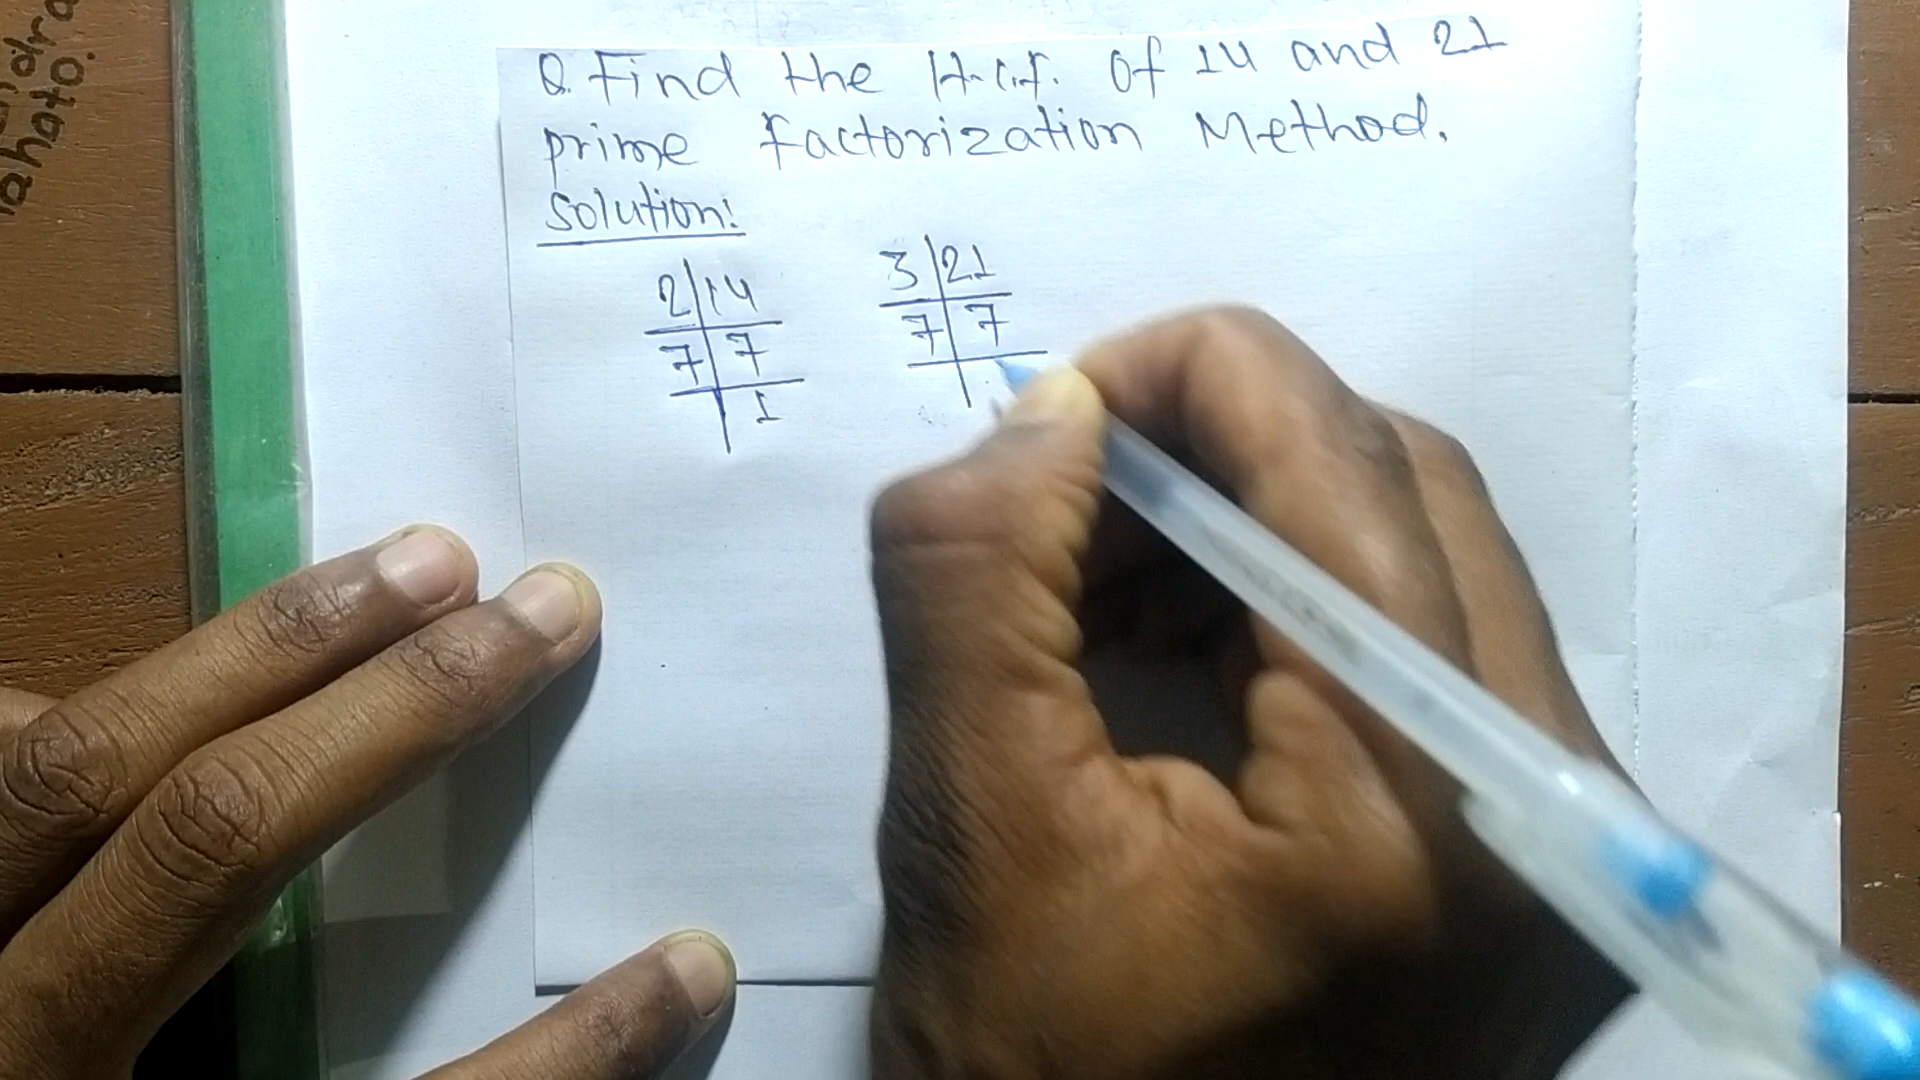 Q. Find the H.C.F. Of 14 and 21
prime factorization Method.
Solution:
2 14
7 7
1
3 21
7 7
ahato.